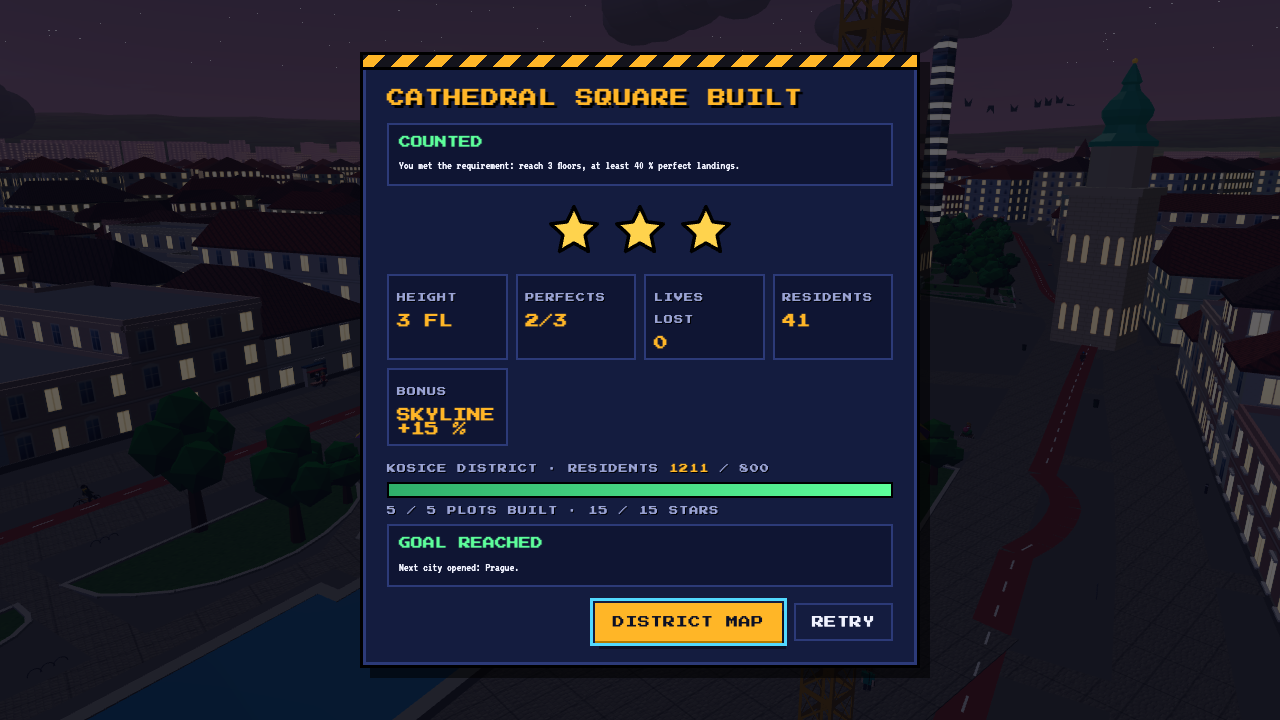 CATHEDRAL SQUARE BUILT
COUNTED
You met the requirement: reach 3 floors, at least 40 % perfect landings.
HEIGHT
3 FL
PERFECTS
2/3
LIVES
LOST
0
RESIDENTS
41
BONUS
SKYLINE
+15 %
KOSICE DISTRICT · RESIDENTS 1211 / 800
5 / 5 PLOTS BUILT · 15 / 15 STARS
GOAL REACHED
Next city opened: Prague.
DISTRICT MAP
RETRY